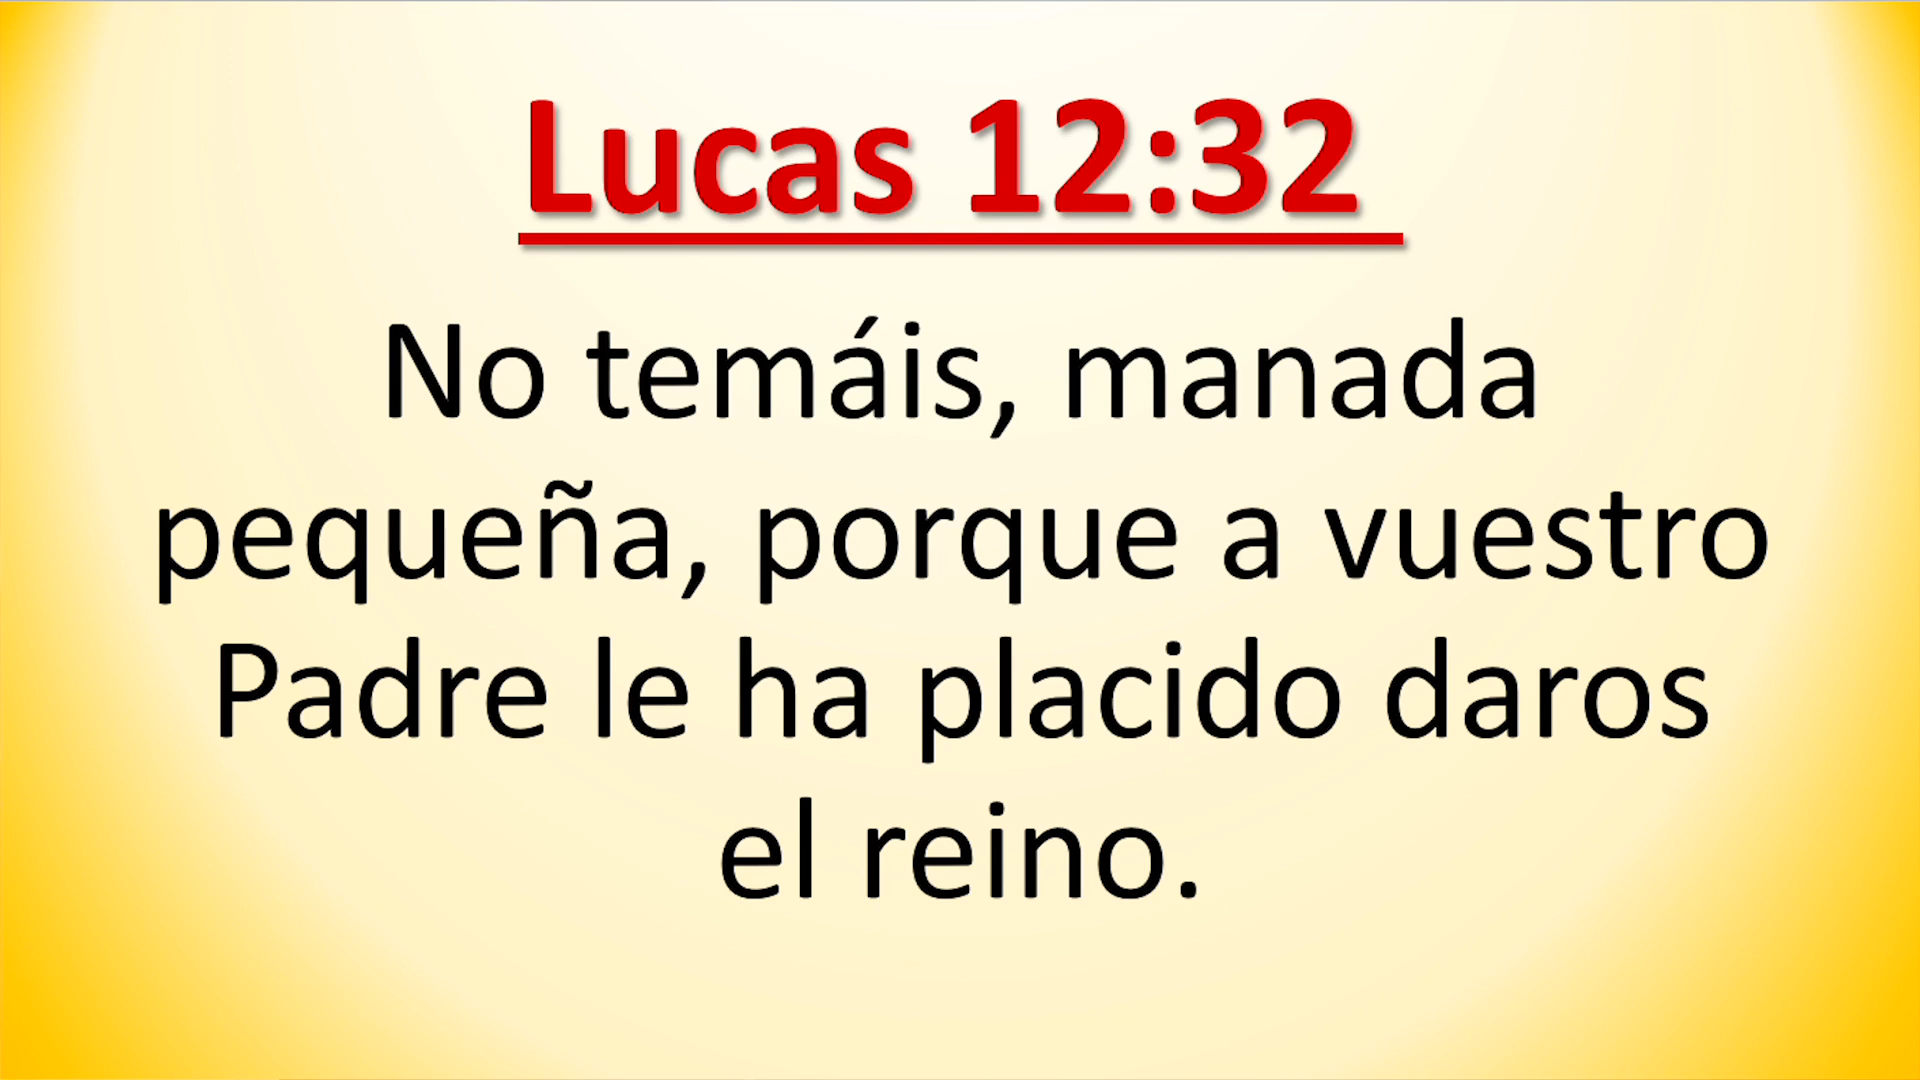 Lucas 12:32
No temáis, manada
pequeña, porque a vuestro
Padre le ha placido daros
el reino.